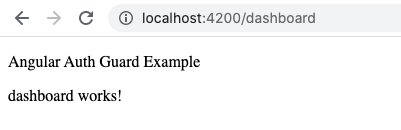 localhost:4200/dashboard
Angular Auth Guard Example
dashboard works!